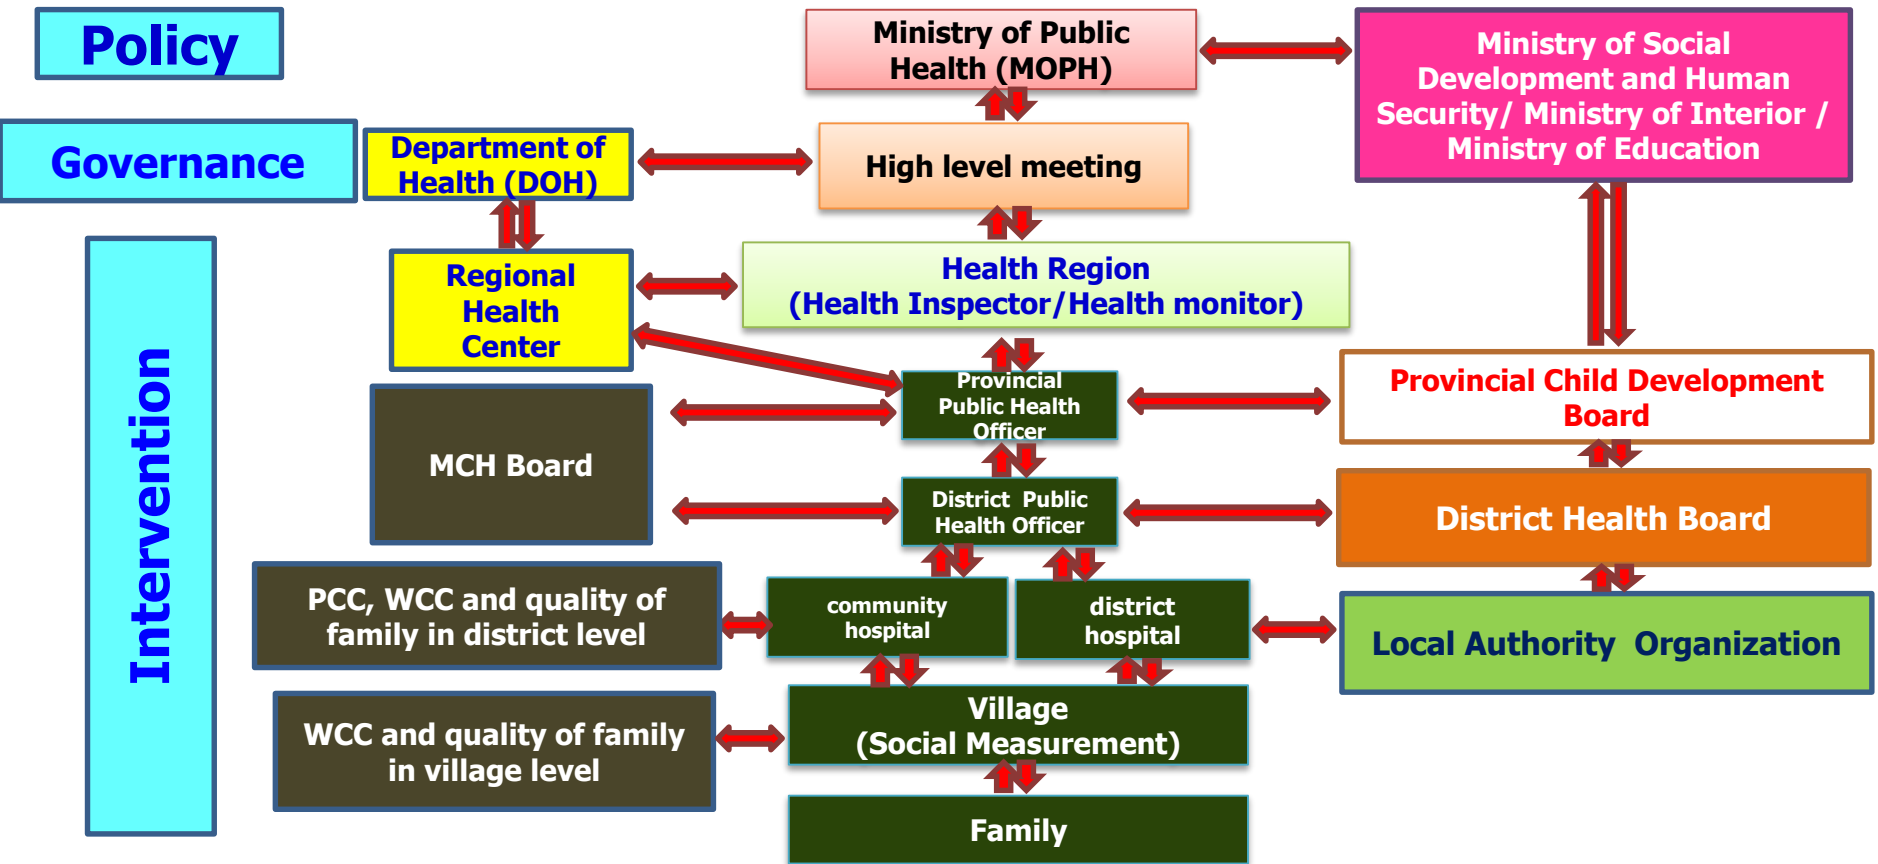 Policy
Ministry of Public
Health (MOPH)
Ministry of Social
Development and Human
Security/ Ministry of Interior /
Ministry of Education
Governance
Department of
Health (DOH)
High level meeting
Intervention
Regional
Health
Center
Health Region
(Health Inspector/Health monitor)
Provincial
Public Health
Officer
Provincial Child Development
Board
MCH Board
District Public
Health Officer
District Health Board
PCC, WCC and quality of
family in district level
community
hospital
district
hospital
Local Authority Organization
WCC and quality of family
in village level
Village
(Social Measurement)
Family